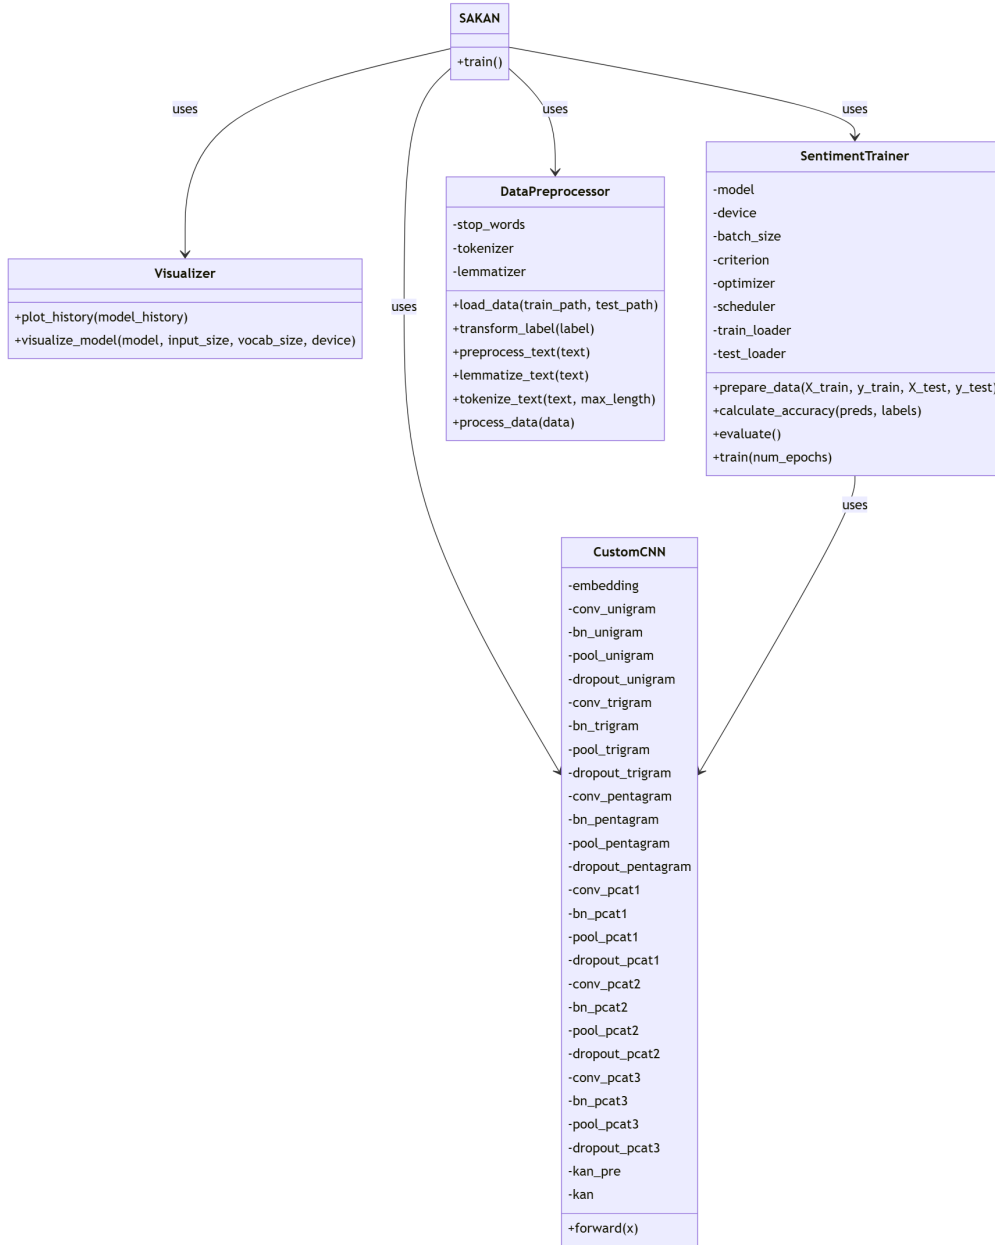 SAKAN
+train()
uses
uses
uses
uses
SentimentTrainer
-model
-device
-batch_size
-criterion
-optimizer
-scheduler
-train_loader
-test_loader
+prepare_data(X_train, y_train, X_test, y_test)
+calculate_accuracy(preds, labels)
+evaluate()
+train(num_epochs)
DataPreprocessor
-stop_words
-tokenizer
-lemmatizer
+load_data(train_path, test_path)
+transform_label(label)
+preprocess_text(text)
+lemmatize_text(text)
+tokenize_text(text, max_length)
+process_data(data)
Visualizer
+plot_history(model_history)
+visualize_model(model, input_size, vocab_size, device)
uses
CustomCNN
-embedding
-conv_unigram
-bn_unigram
-pool_unigram
-dropout_unigram
-conv_trigram
-bn_trigram
-pool_trigram
-dropout_trigram
-conv_pentagram
-bn_pentagram
-pool_pentagram
-dropout_pentagram
-conv_pcat1
-bn_pcat1
-pool_pcat1
-dropout_pcat1
-conv_pcat2
-bn_pcat2
-pool_pcat2
-dropout_pcat2
-conv_pcat3
-bn_pcat3
-pool_pcat3
-dropout_pcat3
-kan_pre
-kan
+forward(x)